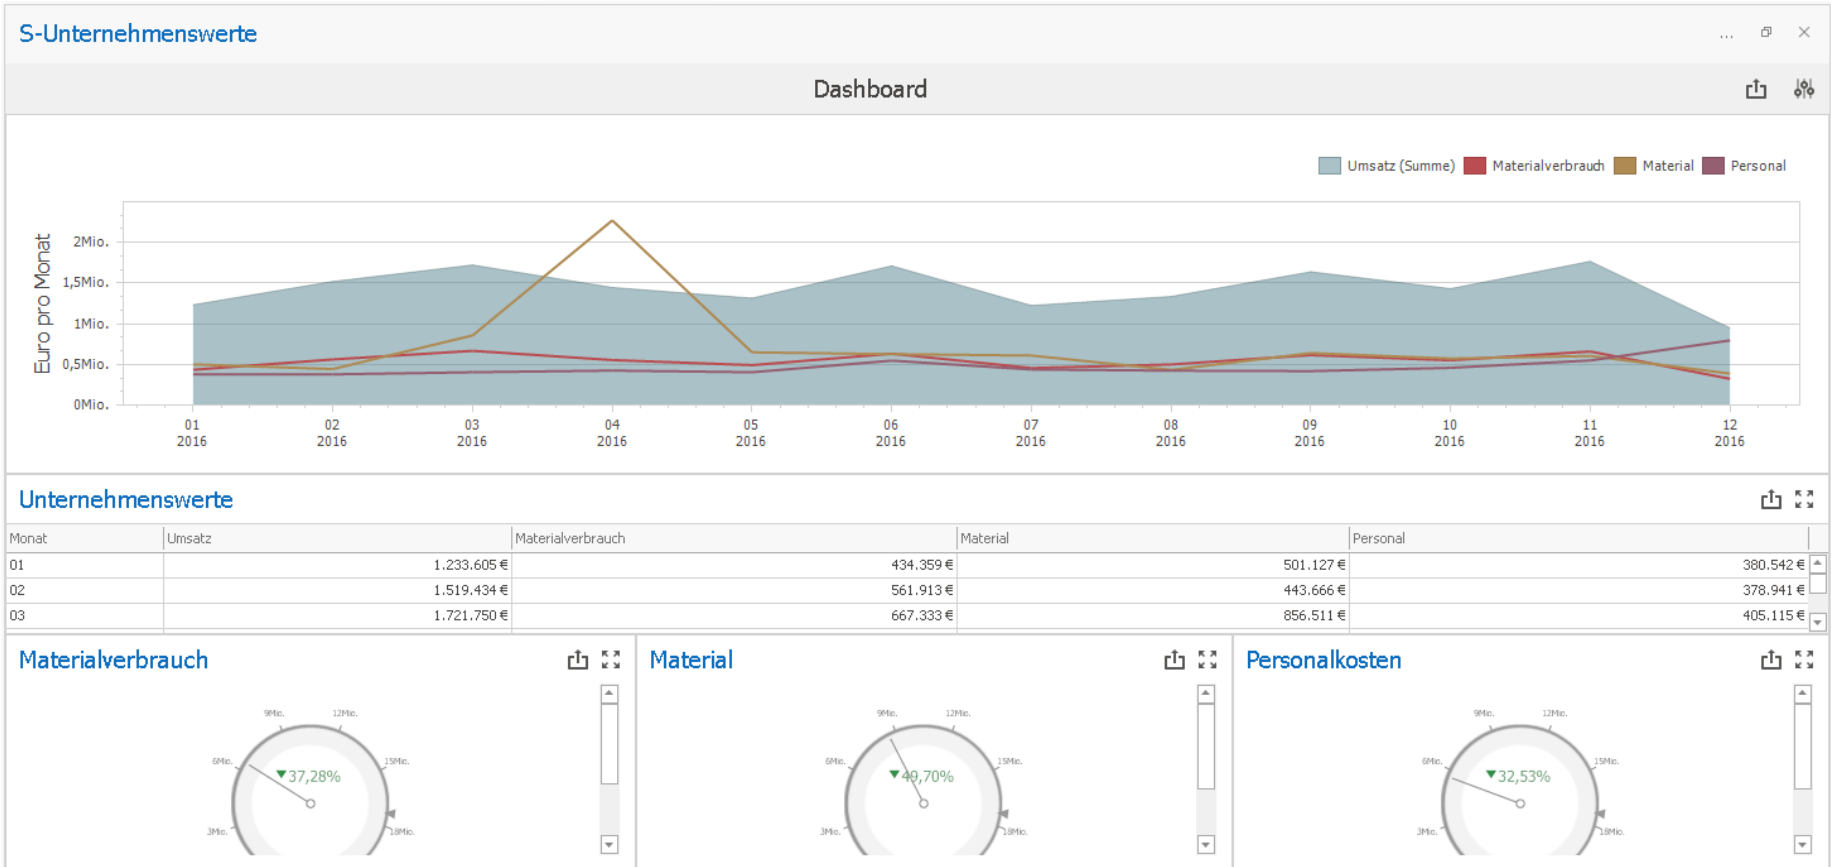 S-Unternehmenswerte
...
Dashboard
Umsatz (Summe) Materialverbrauch Material Personal
Euro pro Monat
2Mio.
1,5Mio.
1Mio.
0,5Mio.
0Mio.
01 02 03 04 05 06 07 08 09 10 11 12
2016 2016 2016 2016 2016 2016 2016 2016 2016 2016 2016 2016
Unternehmenswerte
Monat Umsatz Materialverbrauch Material Personal
01 1.233.605 € 434.359 € 501.127 € 380.542 €
02 1.519.434 € 561.913 € 443.666 € 378.941 €
03 1.721.750 € 667.333 € 856.511 € 405.115 €
Materialverbrauch
9Mio. 12Mio.
6Mio. 15Mio.
37,28%
3Mio. 18Mio.
Material
9Mio. 12Mio.
6Mio. 15Mio.
49,70%
3Mio. 18Mio.
Personalkosten
9Mio. 12Mio.
6Mio. 15Mio.
32,53%
3Mio. 18Mio.